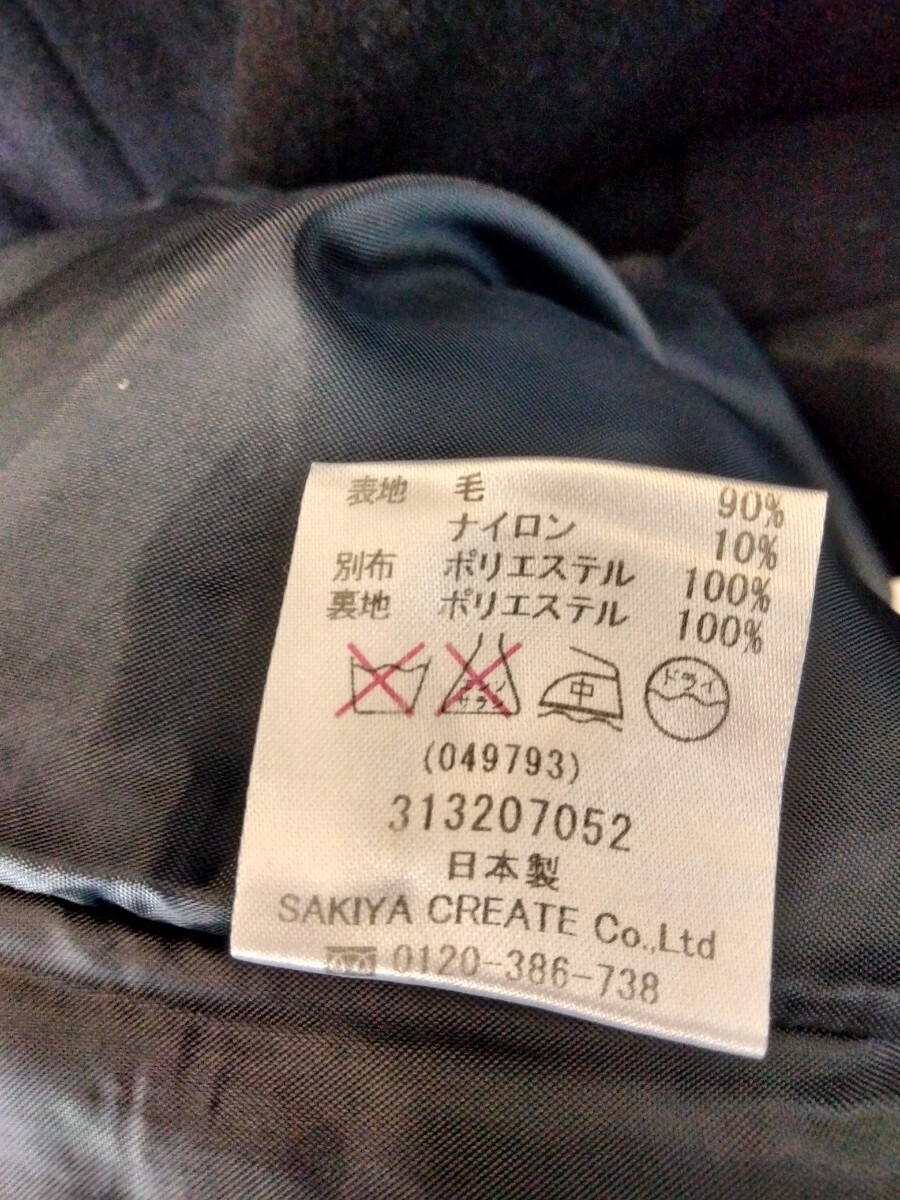 表地 毛 90%
ナイロン 10%
別布 ポリエステル 100%
裏地 ポリエステル 100%
中 ドライ
(049793)
313207052
日本製
SAKIYA CREATE Co.,Ltd
0120-386-738